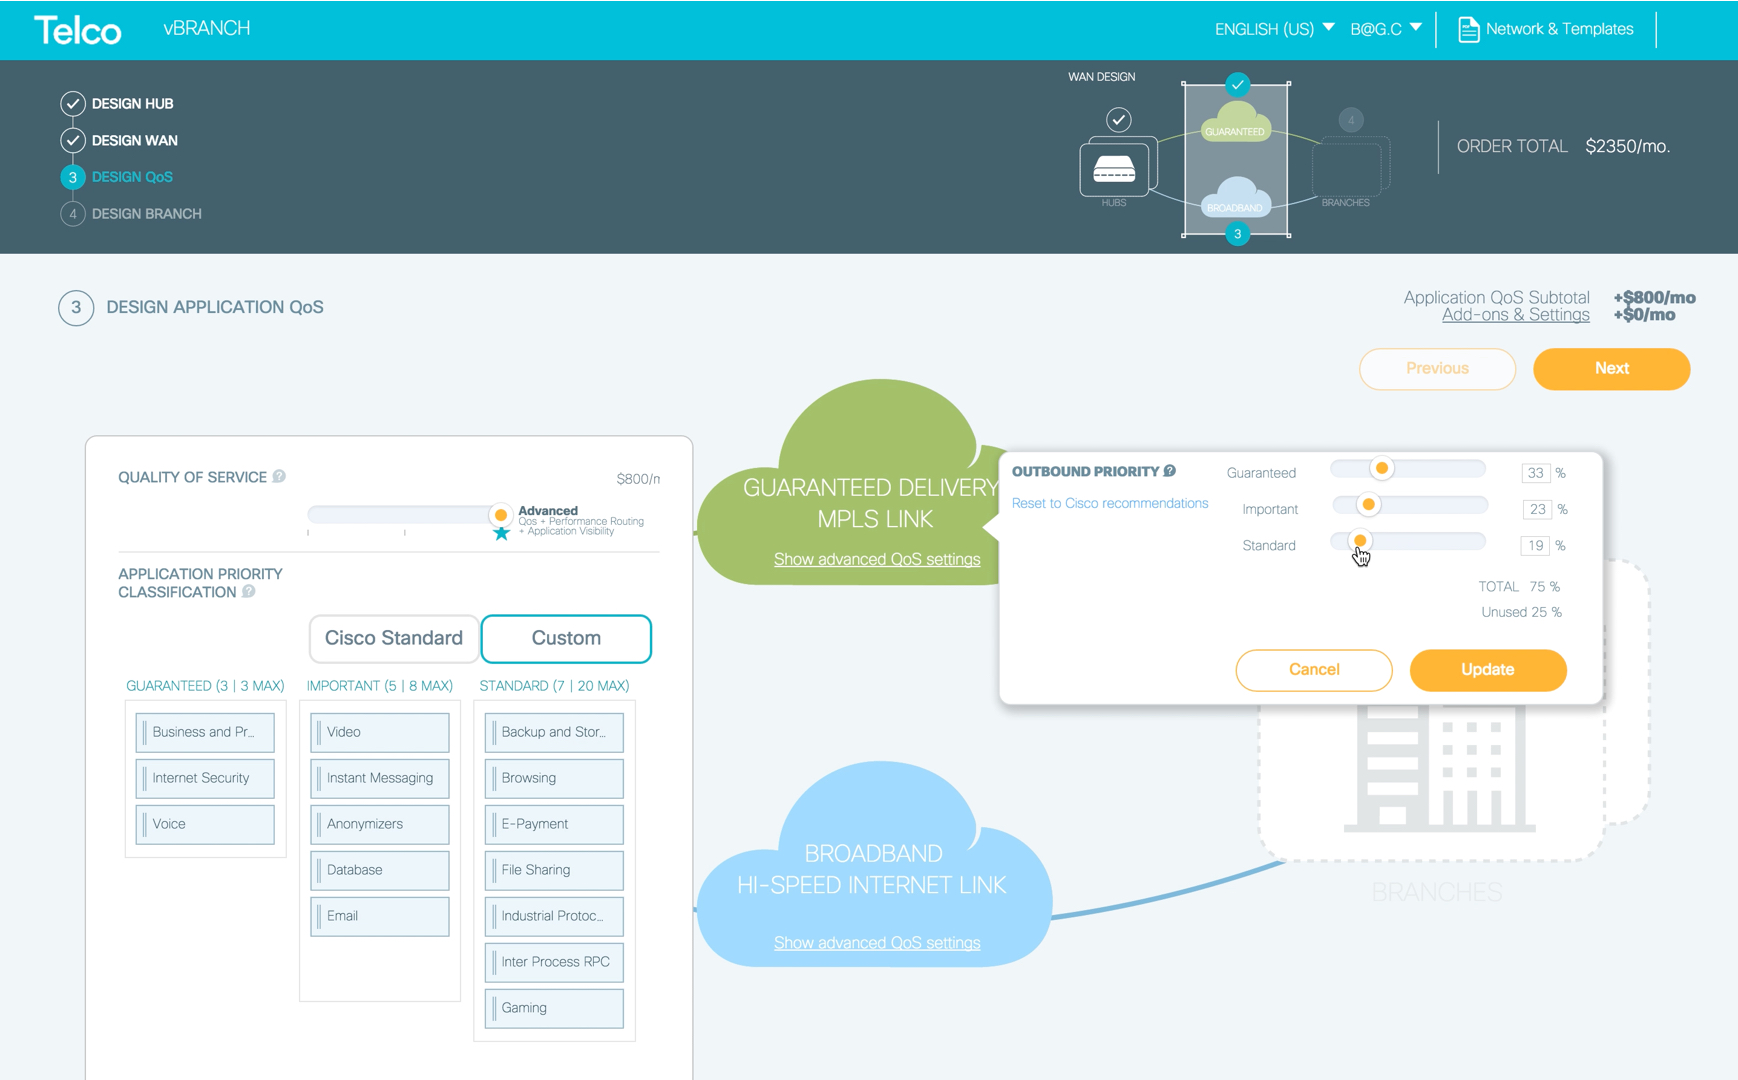 Telco
vBRANCH
ENGLISH (US)
B@G.C
Network & Templates
DESIGN HUB
DESIGN WAN
3 DESIGN QoS
4 DESIGN BRANCH
WAN DESIGN
GUARANTEED
4
HUBS
BROADBAND
BRANCHES
3
ORDER TOTAL $2350/mo.
3 DESIGN APPLICATION QoS
Application QoS Subtotal +$800/mo
Add-ons & Settings +$0/mo
Previous
Next
QUALITY OF SERVICE ?
$800/m
Advanced
Qos + Performance Routing
+ Application Visibility
APPLICATION PRIORITY
CLASSIFICATION ?
Cisco Standard
Custom
GUARANTEED (3 | 3 MAX)
Business and Pr...
Internet Security
Voice
IMPORTANT (5 | 8 MAX)
Video
Instant Messaging
Anonymizers
Database
Email
STANDARD (7 | 20 MAX)
Backup and Stor...
Browsing
E-Payment
File Sharing
Industrial Protoc...
Inter Process RPC
Gaming
GUARANTEED DELIVERY
MPLS LINK
Show advanced QoS settings
OUTBOUND PRIORITY ?
Reset to Cisco recommendations
Guaranteed 33 %
Important 23 %
Standard 19 %
TOTAL 75 %
Unused 25 %
Cancel
Update
BROADBAND
HI-SPEED INTERNET LINK
Show advanced QoS settings
BRANCHES